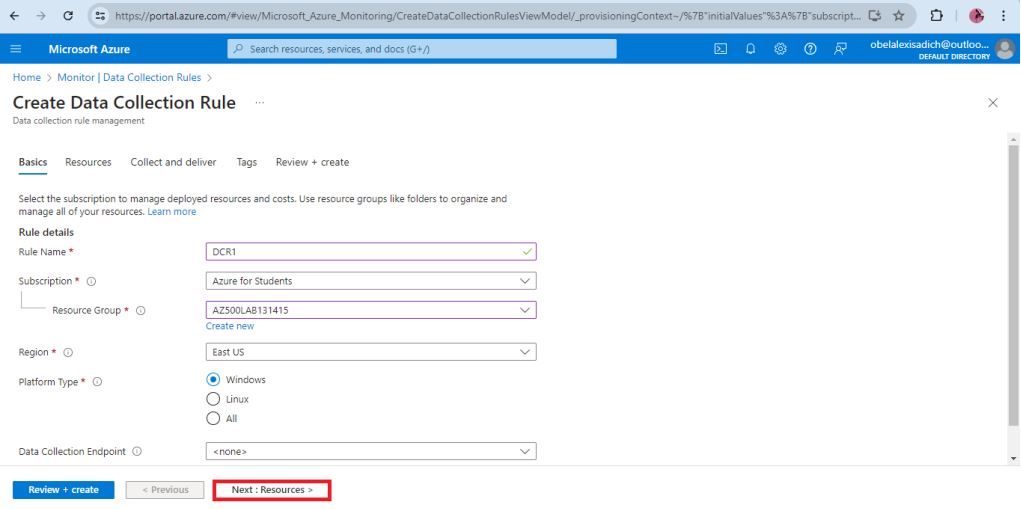 https://portal.azure.com/#view/Microsoft_Azure_Monitoring/CreateDataCollectionRulesViewModel/_provisioningContext~/%7B"initialValues"%3A%7B"subscript...
Microsoft Azure
Search resources, services, and docs (G+/)
obelalexisadich@outloo...
DEFAULT DIRECTORY
Home > Monitor | Data Collection Rules >
Create Data Collection Rule ...
Data collection rule management
Basics Resources Collect and deliver Tags Review + create
Select the subscription to manage deployed resources and costs. Use resource groups like folders to organize and
manage all of your resources. Learn more
Rule details
Rule Name * DCR1
Subscription * Azure for Students
Resource Group * AZ500LAB131415
Create new
Region * East US
Platform Type * Windows
Linux
All
Data Collection Endpoint <none>
Review + create < Previous Next : Resources >